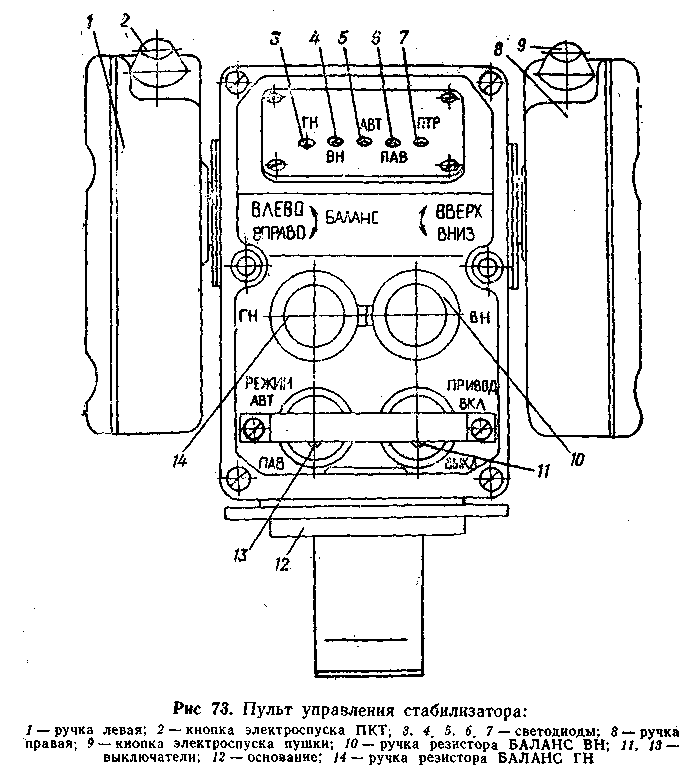 1 2 3 4 5 6 7 8 9
ГН АВТ ПТР
ВН ПАВ
ВЛЕВО БАЛАНС ВВЕРХ
ВПРАВО ВНИЗ
ГН ВН
РЕЖИМ ПРИВОД
АВТ ВКЛ
ПАВ ВЫКЛ
14 13 12 11 10
Рис 73. Пульт управления стабилизатора:
1 — ручка левая; 2 — кнопка электроспуска ПКТ; 3, 4, 5, 6, 7 — светодиоды; 8 — ручка
правая; 9 — кнопка электроспуска пушки; 10 — ручка резистора БАЛАНС ВН; 11, 13 —
выключатели; 12 — основание; 14 — ручка резистора БАЛАНС ГН